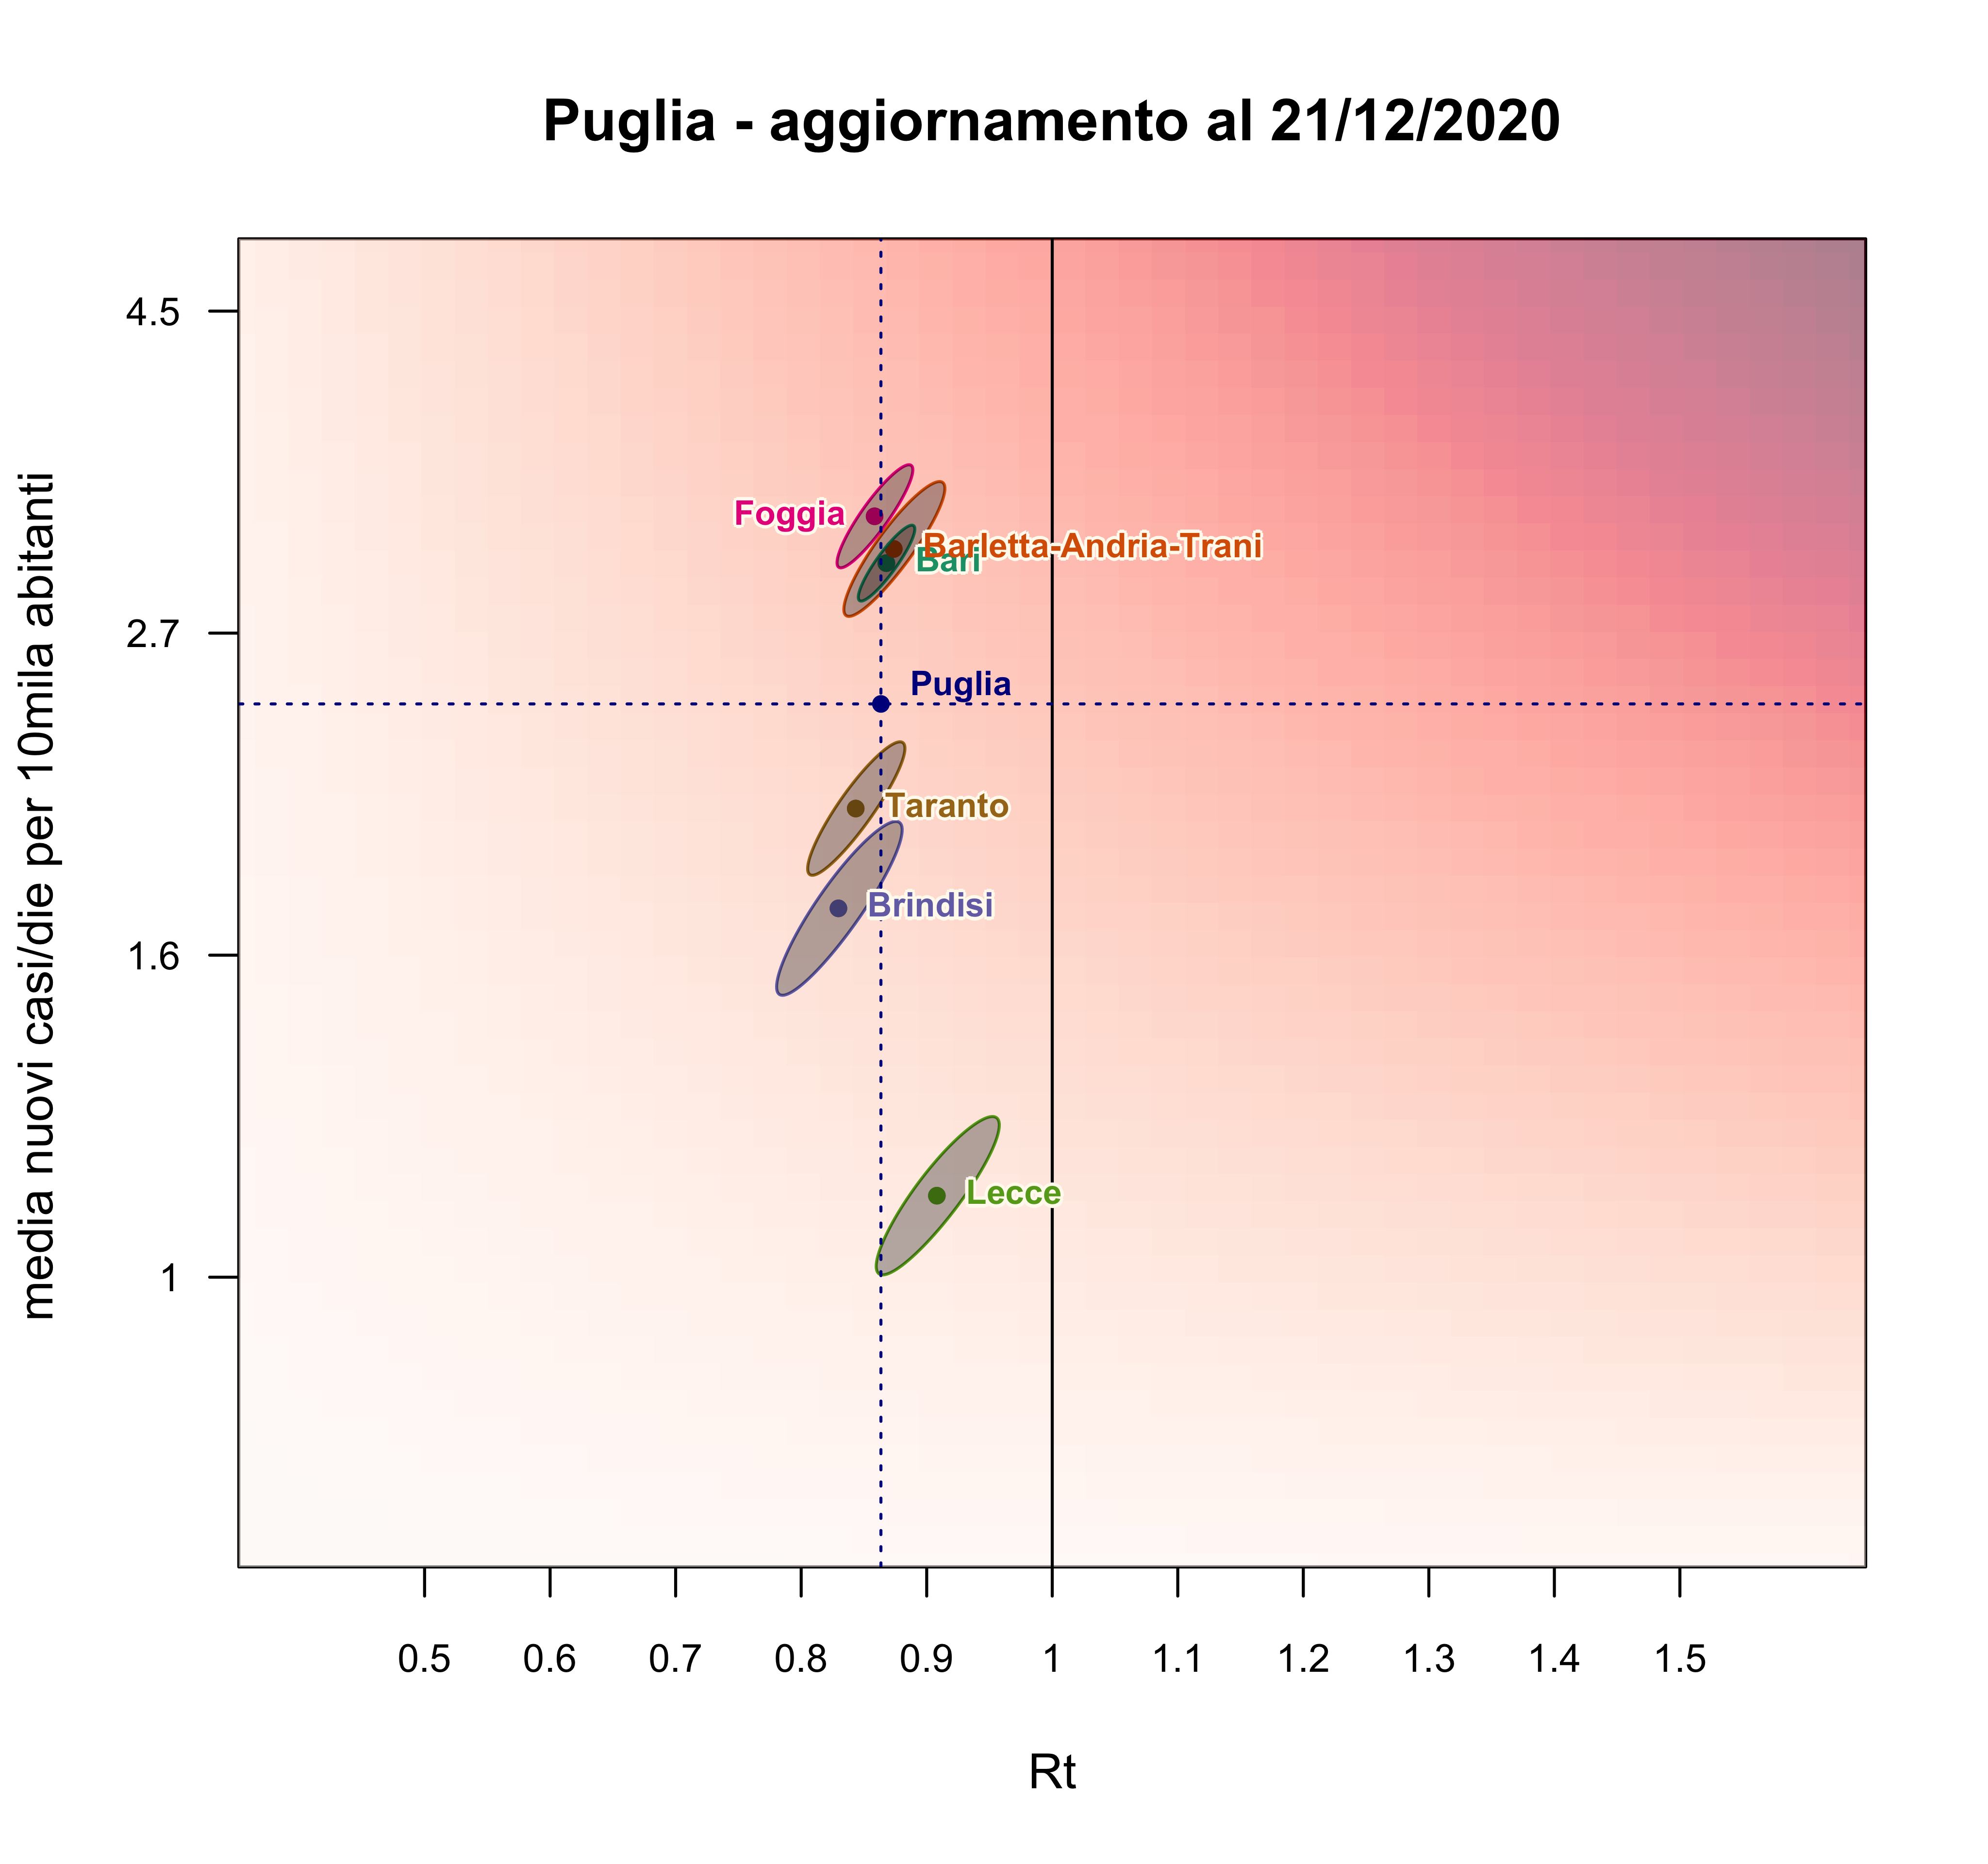 Puglia - aggiornamento al 21/12/2020
media nuovi casi/die per 10mila abitanti
4.5
2.7
1.6
1
Foggia
Barletta-Andria-Trani
Bari
Puglia
Taranto
Brindisi
Lecce
0.5 0.6 0.7 0.8 0.9 1 1.1 1.2 1.3 1.4 1.5
Rt